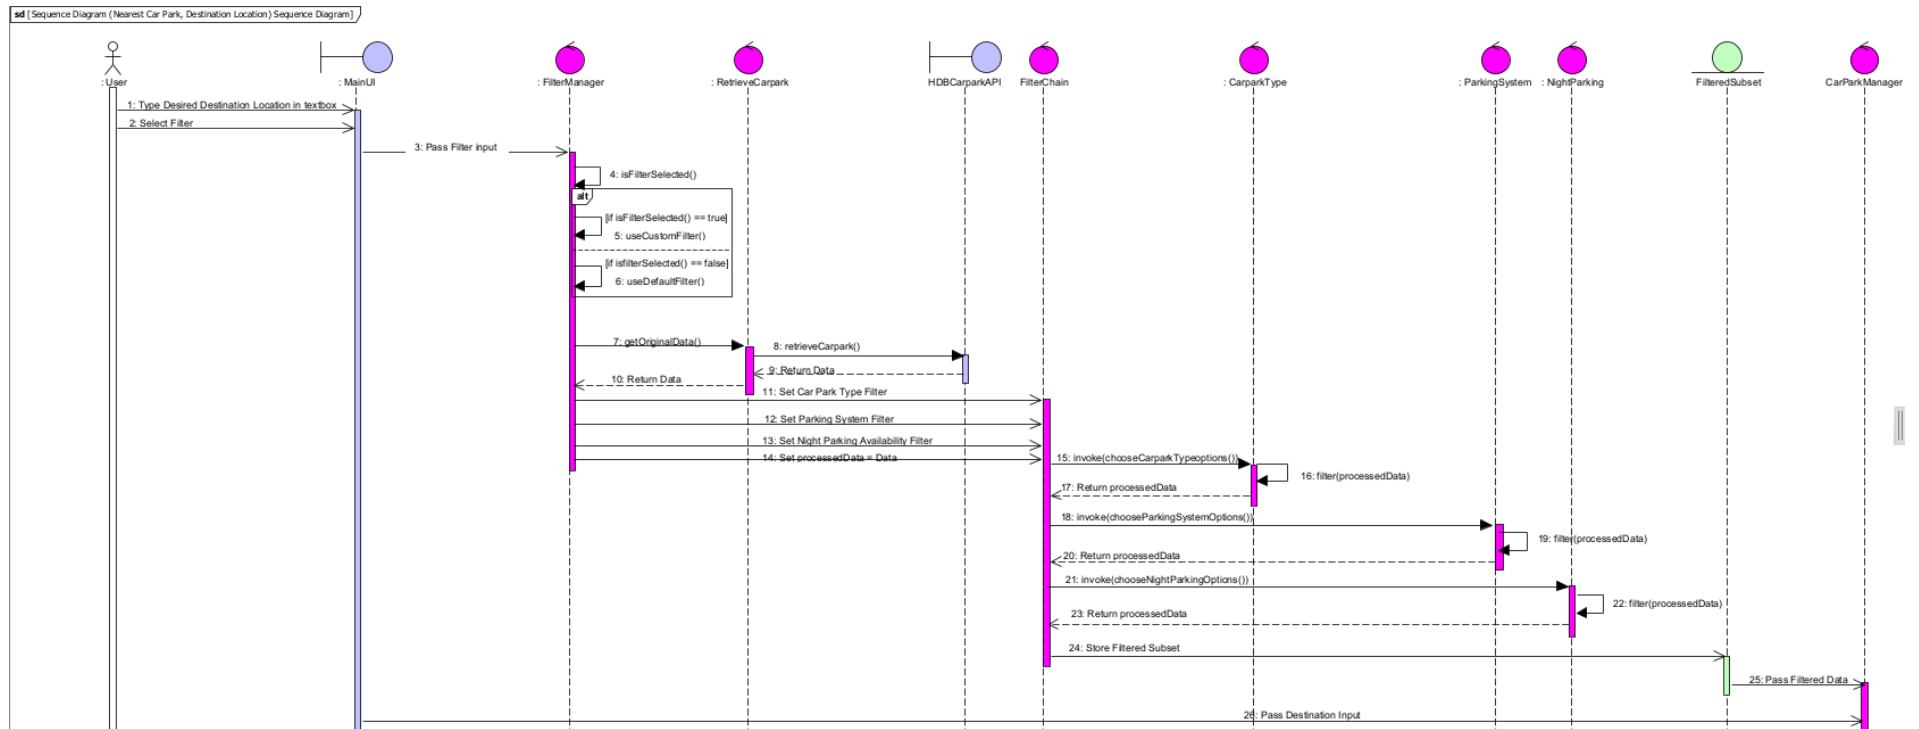 sd [Sequence Diagram (Nearest Car Park, Destination Location) Sequence Diagram]
: User
: MainUI
: FilterManager
: RetrieveCarpark
HDBCarparkAPI
FilterChain
: CarparkType
: ParkingSystem
: NightParking
FilteredSubset
CarParkManager
1: Type Desired Destination Location in textbox
2: Select Filter
3: Pass Filter input
4: isFilterSelected()
alt
[if isFilterSelected() == true]
5: useCustomFilter()
[if isfilterSelected() == false]
6: useDefaultFilter()
7: getOriginalData()
8: retrieveCarpark()
9: Return Data
10: Return Data
11: Set Car Park Type Filter
12: Set Parking System Filter
13: Set Night Parking Availability Filter
14: Set processedData = Data
15: invoke(chooseCarparkTypeoptions())
16: filter(processedData)
17: Return processedData
18: invoke(chooseParkingSystemOptions())
19: filter(processedData)
20: Return processedData
21: invoke(chooseNightParkingOptions())
22: filter(processedData)
23: Return processedData
24: Store Filtered Subset
25: Pass Filtered Data
26: Pass Destination Input